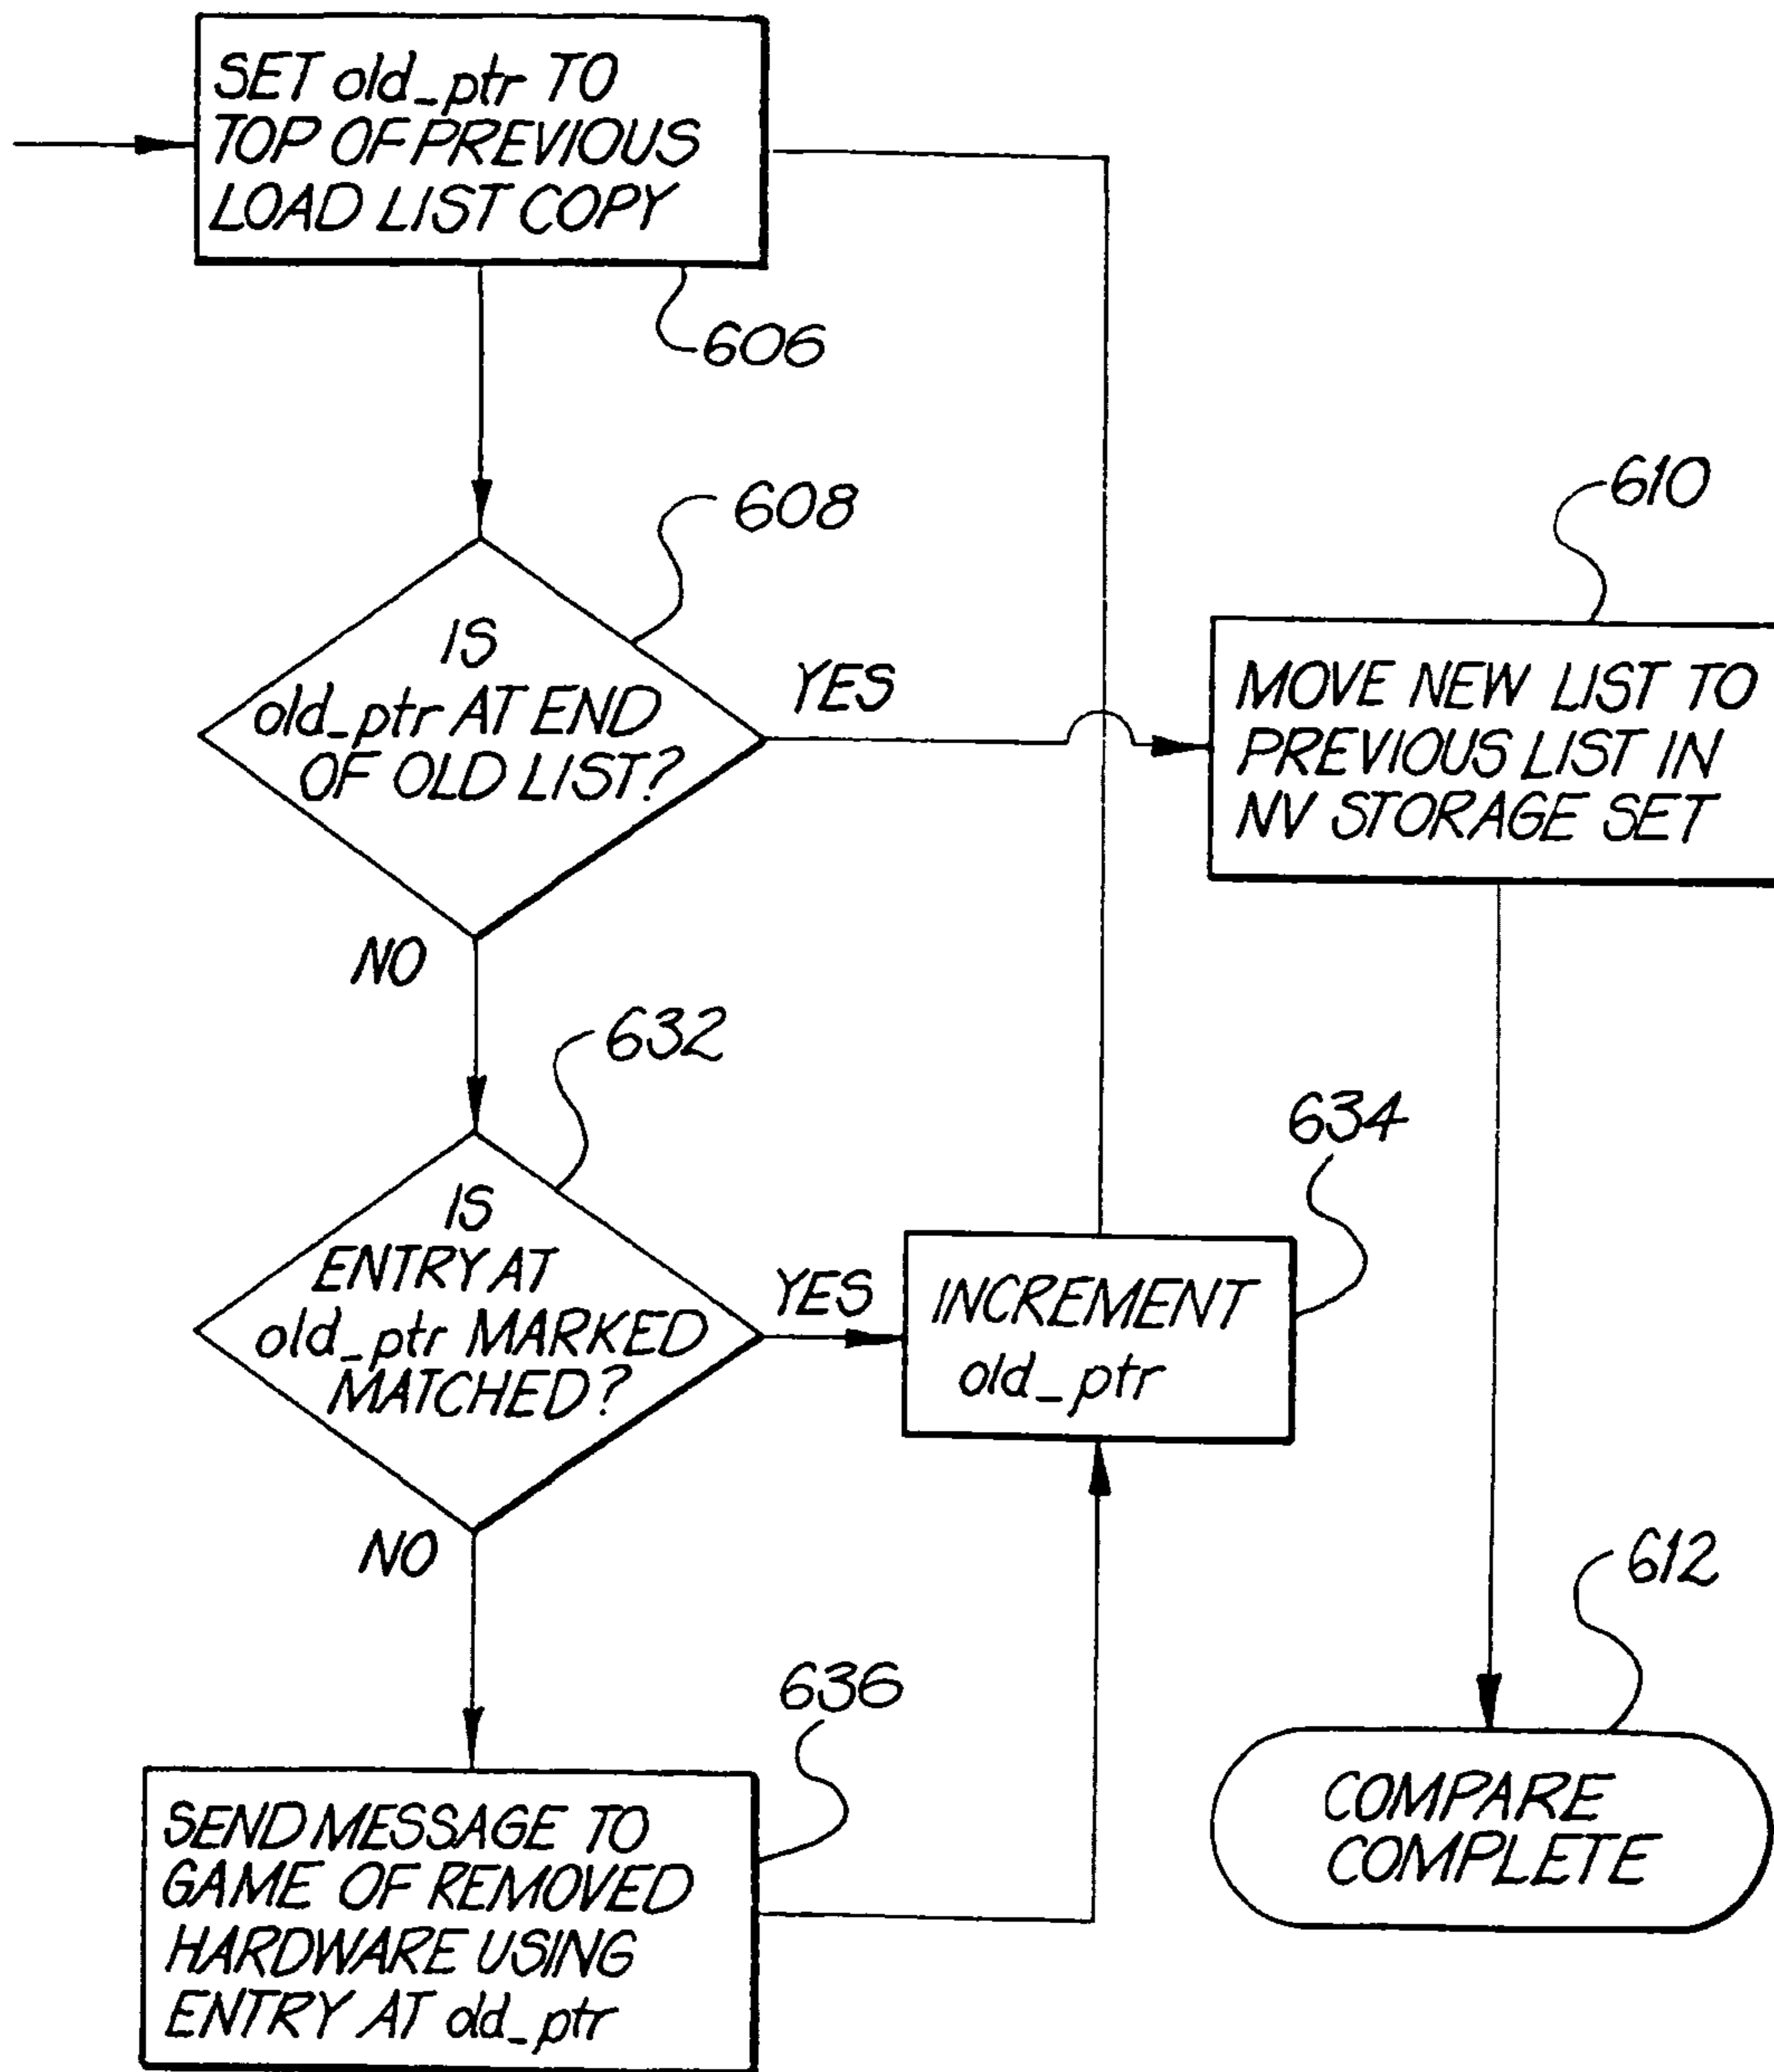 SET old_ptr TO
TOP OF PREVIOUS
LOAD LIST COPY
606
608
610
IS
old_ptr AT END
OF OLD LIST?
YES
NO
MOVE NEW LIST TO
PREVIOUS LIST IN
NV STORAGE SET
632
634
IS
ENTRY AT
old_ptr MARKED
MATCHED?
YES
NO
INCREMENT
old_ptr
612
636
SEND MESSAGE TO
GAME OF REMOVED
HARDWARE USING
ENTRY AT old_ptr
COMPARE
COMPLETE